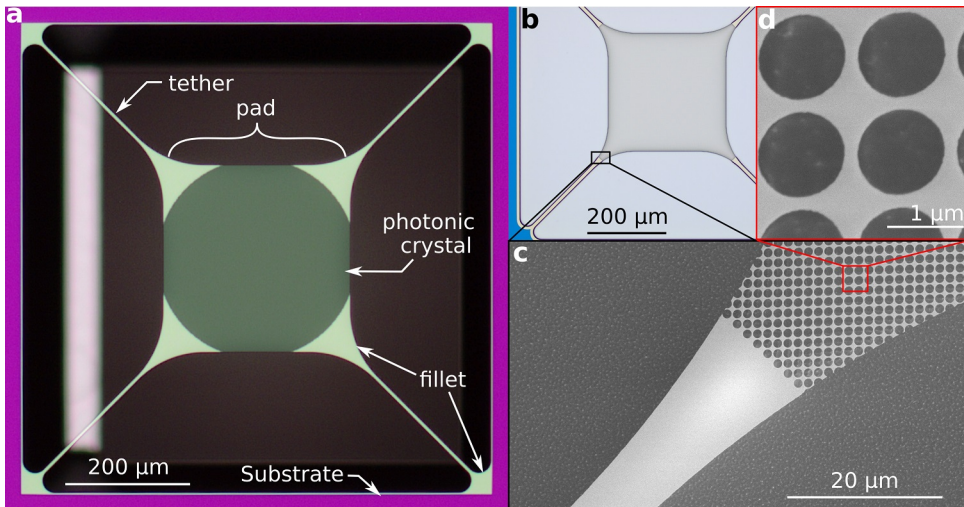 a
tether
pad
photonic
crystal
fillet
200 μm
Substrate
b
200 μm
c
20 μm
d
1 μm